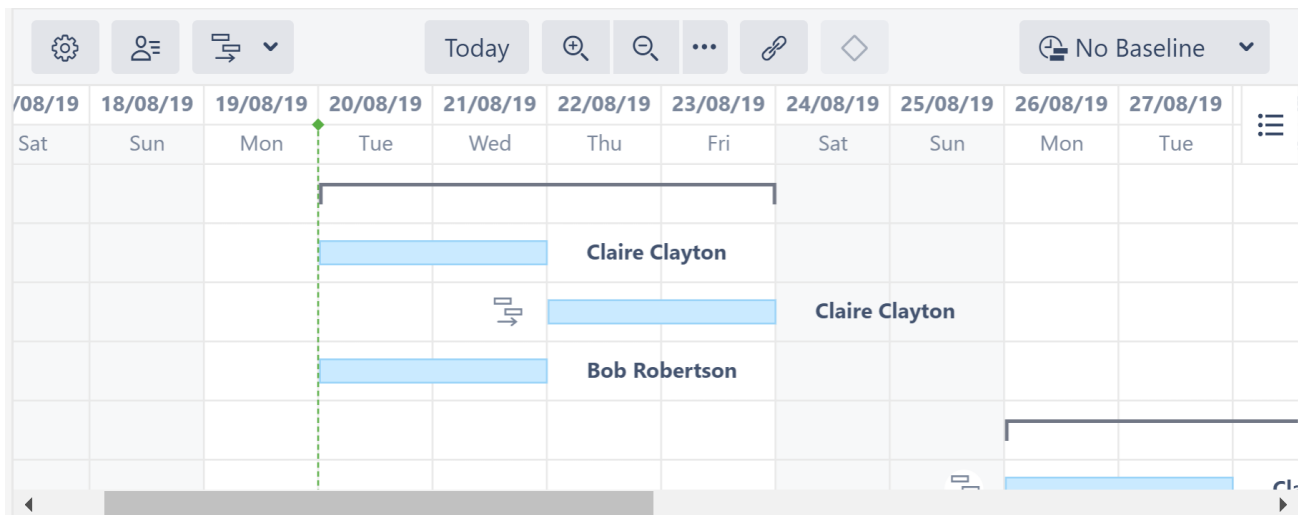 Today
No Baseline
/08/19 18/08/19 19/08/19 20/08/19 21/08/19 22/08/19 23/08/19 24/08/19 25/08/19 26/08/19 27/08/19
Sat Sun Mon Tue Wed Thu Fri Sat Sun Mon Tue
Claire Clayton
Claire Clayton
Bob Robertson